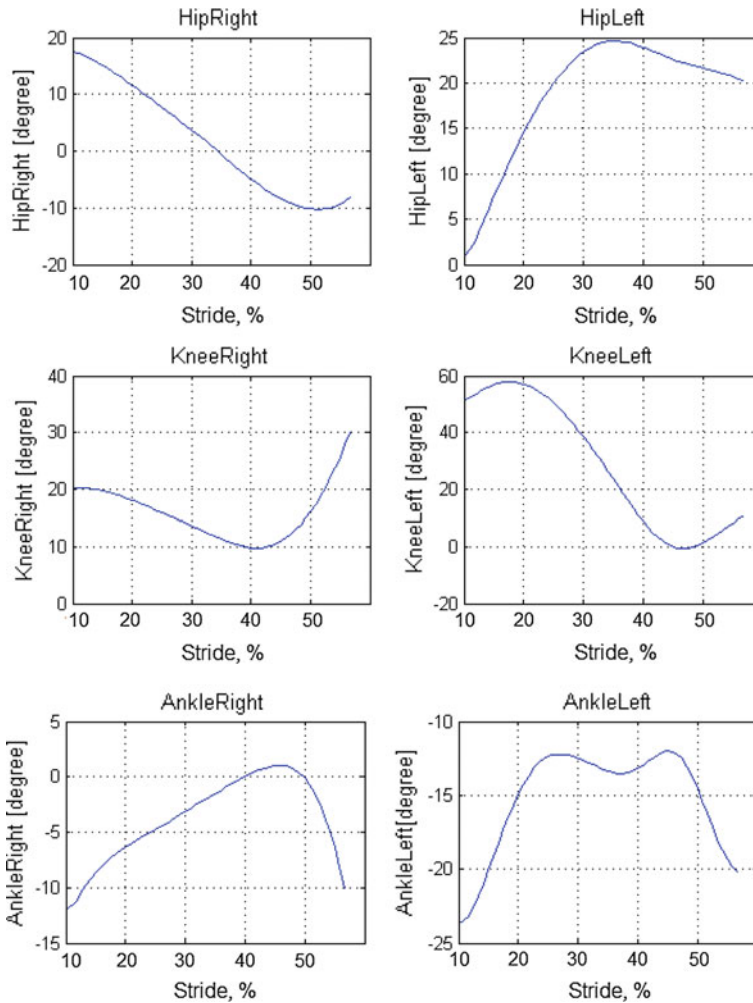 HipRight
HipLeft
HipRight [degree]
20
10
0
-10
-20
10 20 30 40 50
Stride, %
HipLeft [degree]
25
20
15
10
5
0
10 20 30 40 50
Stride, %
KneeRight
KneeLeft
KneeRight [degree]
40
30
20
10
0
10 20 30 40 50
Stride, %
KneeLeft [degree]
60
40
20
0
-20
10 20 30 40 50
Stride, %
AnkleRight
AnkleLeft
AnkleRight [degree]
5
0
-5
-10
-15
10 20 30 40 50
Stride, %
AnkleLeft[degree]
-10
-15
-20
-25
10 20 30 40 50
Stride, %